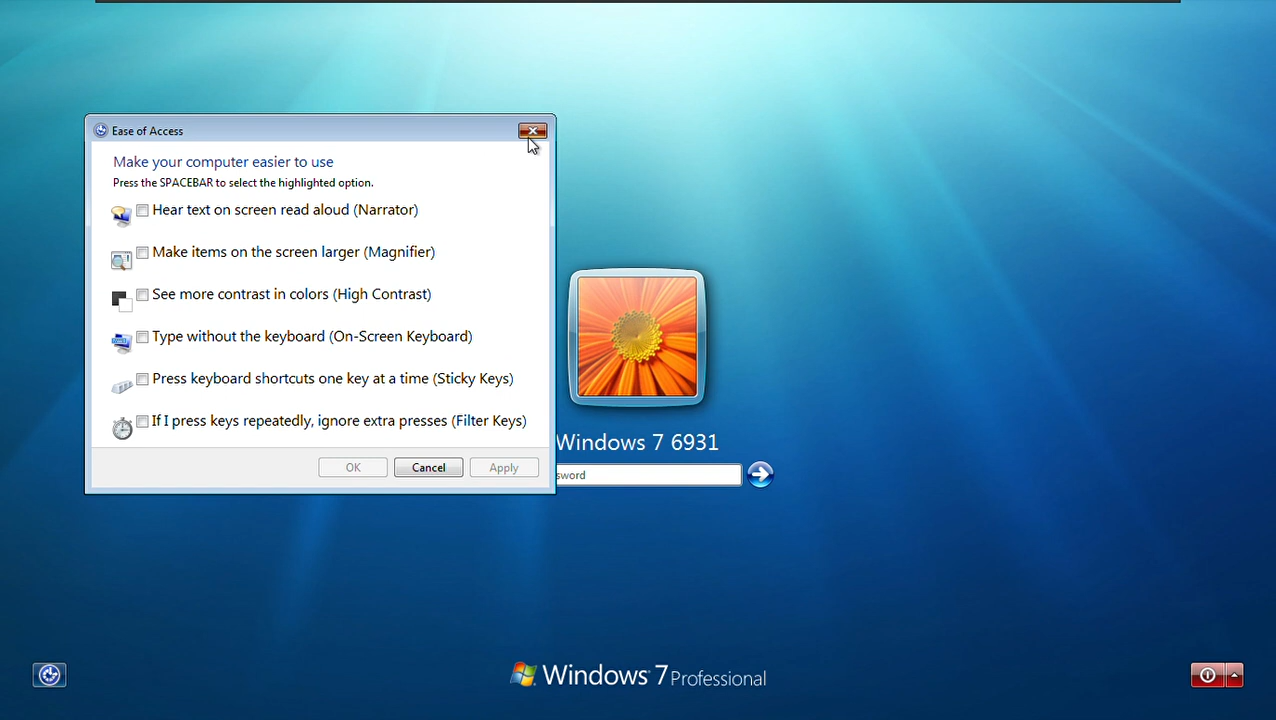 Ease of Access
Make your computer easier to use
Press the SPACEBAR to select the highlighted option.
Hear text on screen read aloud (Narrator)
Make items on the screen larger (Magnifier)
See more contrast in colors (High Contrast)
Type without the keyboard (On-Screen Keyboard)
Press keyboard shortcuts one key at a time (Sticky Keys)
If I press keys repeatedly, ignore extra presses (Filter Keys)
OK Cancel Apply
Windows 7 6931
sword
Windows 7 Professional